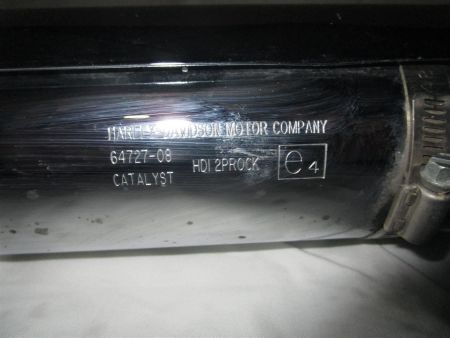 HARLEY-DAVIDSON MOTOR COMPANY
64727-08 HDI 2PROCK e4
CATALYST